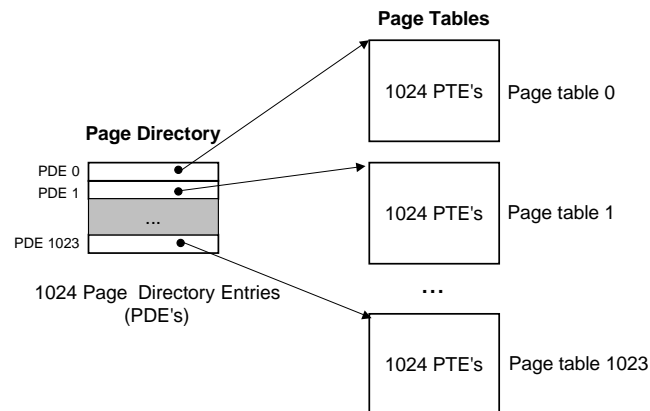 Page Tables
1024 PTE's
Page table 0
Page Directory
PDE 0
PDE 1
...
PDE 1023
1024 Page Directory Entries
(PDE's)
1024 PTE's
Page table 1
...
1024 PTE's
Page table 1023